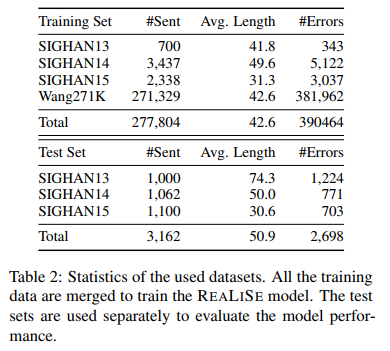 Training Set #Sent Avg. Length #Errors
SIGHAN13 700 41.8 343
SIGHAN14 3,437 49.6 5,122
SIGHAN15 2,338 31.3 3,037
Wang271K 271,329 42.6 381,962
Total 277,804 42.6 390464
Test Set #Sent Avg. Length #Errors
SIGHAN13 1,000 74.3 1,224
SIGHAN14 1,062 50.0 771
SIGHAN15 1,100 30.6 703
Total 3,162 50.9 2,698
Table 2: Statistics of the used datasets. All the training
data are merged to train the REALISE model. The test
sets are used separately to evaluate the model perfor-
mance.